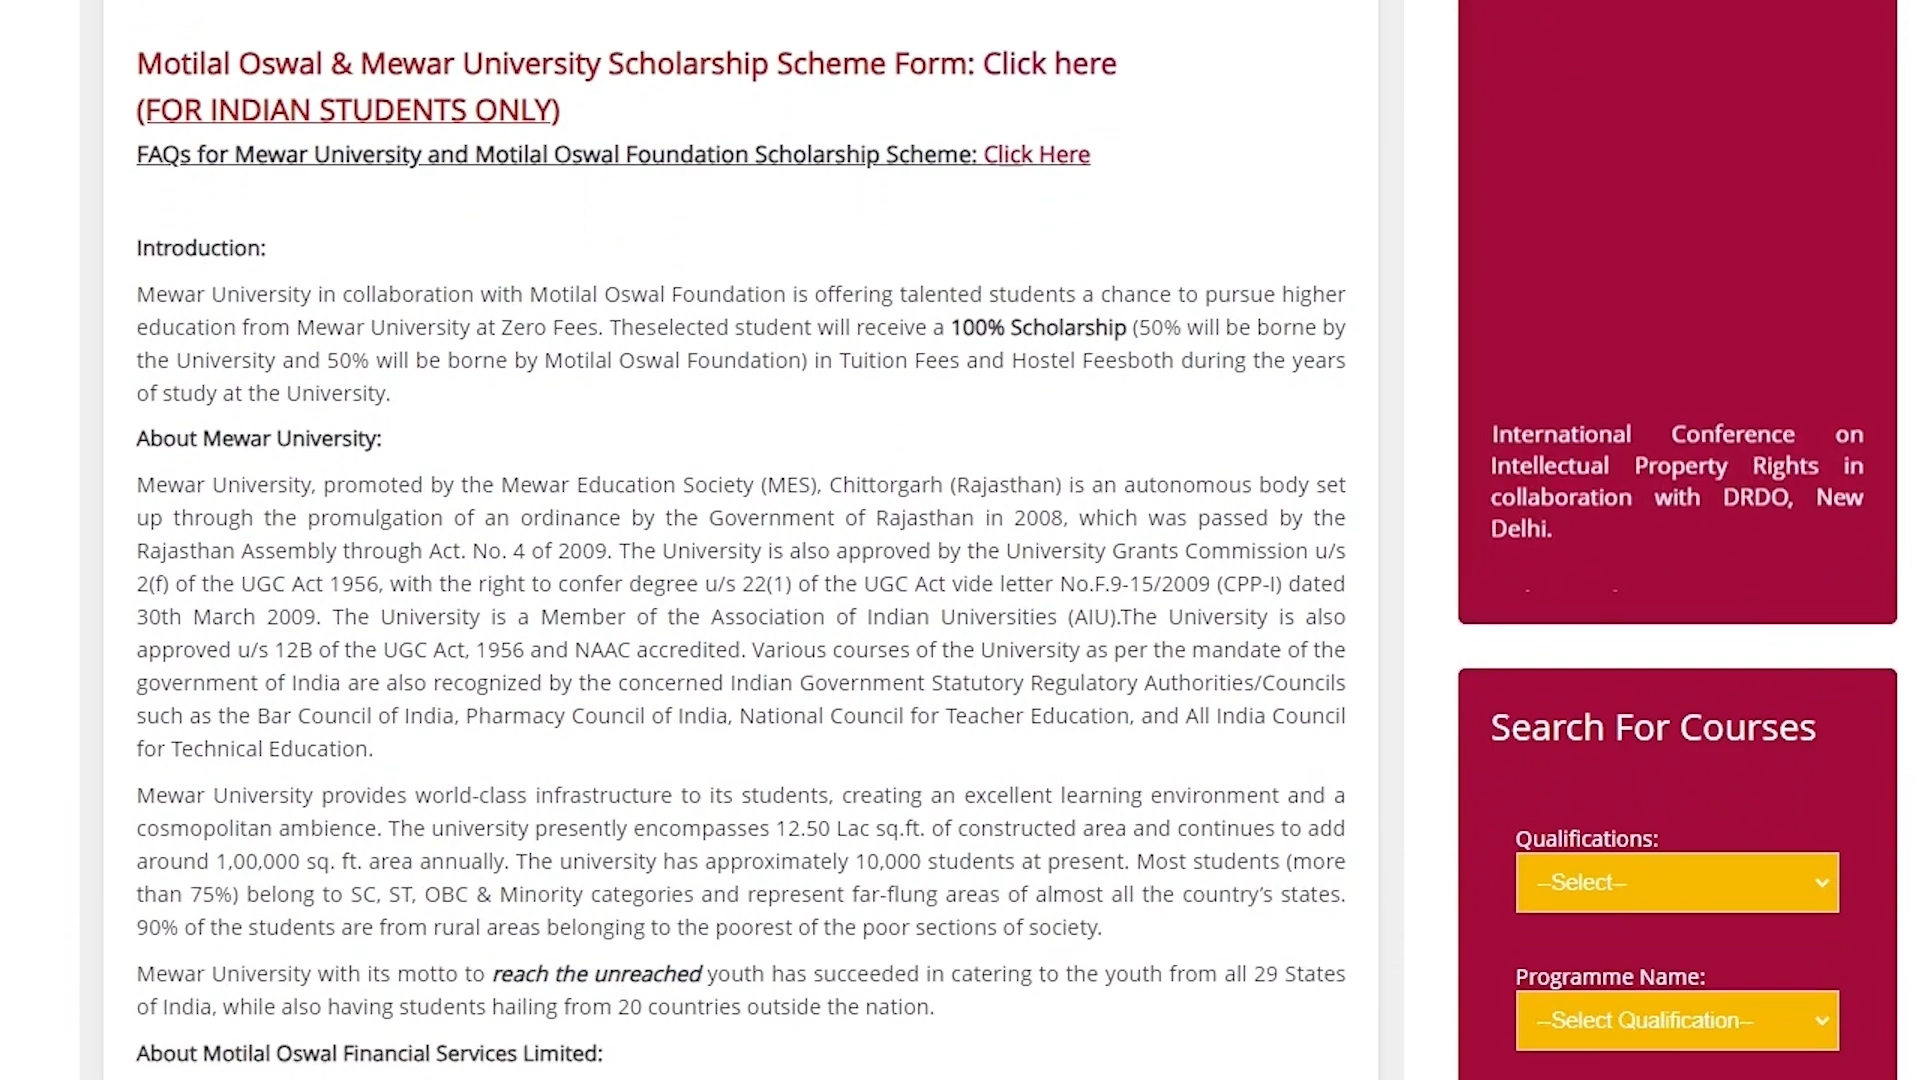 Motilal Oswal & Mewar University Scholarship Scheme Form: Click here
(FOR INDIAN STUDENTS ONLY)
FAQs for Mewar University and Motilal Oswal Foundation Scholarship Scheme: Click Here
Introduction:
Mewar University in collaboration with Motilal Oswal Foundation is offering talented students a chance to pursue higher
education from Mewar University at Zero Fees. Theselected student will receive a 100% Scholarship (50% will be borne by
the University and 50% will be borne by Motilal Oswal Foundation) in Tuition Fees and Hostel Feesboth during the years
of study at the University.
About Mewar University:
Mewar University, promoted by the Mewar Education Society (MES), Chittorgarh (Rajasthan) is an autonomous body set
up through the promulgation of an ordinance by the Government of Rajasthan in 2008, which was passed by the
Rajasthan Assembly through Act. No. 4 of 2009. The University is also approved by the University Grants Commission u/s
2(f) of the UGC Act 1956, with the right to confer degree u/s 22(1) of the UGC Act vide letter No.F.9-15/2009 (CPP-I) dated
30th March 2009. The University is a Member of the Association of Indian Universities (AIU).The University is also
approved u/s 12B of the UGC Act, 1956 and NAAC accredited. Various courses of the University as per the mandate of the
government of India are also recognized by the concerned Indian Government Statutory Regulatory Authorities/Councils
such as the Bar Council of India, Pharmacy Council of India, National Council for Teacher Education, and All India Council
for Technical Education.
Mewar University provides world-class infrastructure to its students, creating an excellent learning environment and a
cosmopolitan ambience. The university presently encompasses 12.50 Lac sq.ft. of constructed area and continues to add
around 1,00,000 sq. ft. area annually. The university has approximately 10,000 students at present. Most students (more
than 75%) belong to SC, ST, OBC & Minority categories and represent far-flung areas of almost all the country’s states.
90% of the students are from rural areas belonging to the poorest of the poor sections of society.
Mewar University with its motto to reach the unreached youth has succeeded in catering to the youth from all 29 States
of India, while also having students hailing from 20 countries outside the nation.
About Motilal Oswal Financial Services Limited:
International Conference on
Intellectual Property Rights in
collaboration with DRDO, New
Delhi.
Search For Courses
Qualifications:
--Select--
Programme Name:
--Select Qualification--